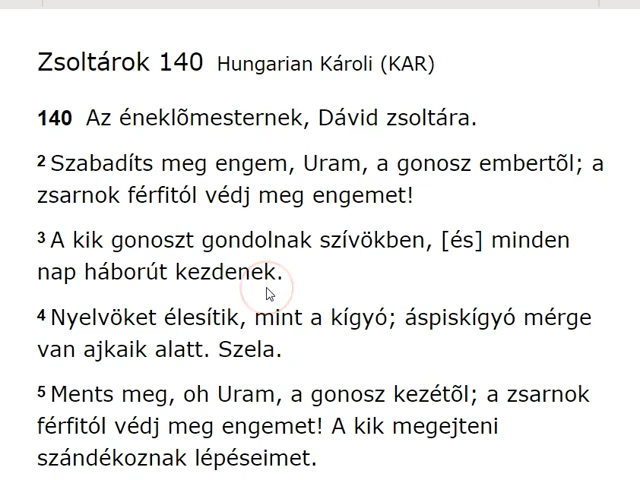 Zsoltárok 140 Hungarian Károli (KAR)
140 Az éneklõmesternek, Dávid zsoltára.
2 Szabadíts meg engem, Uram, a gonosz embertõl; a
zsarnok férfitól védj meg engemet!
3 A kik gonoszt gondolnak szívökben, [és] minden
nap háborút kezdenek.
4 Nyelvöket élesítik, mint a kígyó; áspiskígyó mérge
van ajkaik alatt. Szela.
5 Ments meg, oh Uram, a gonosz kezétõl; a zsarnok
férfitól védj meg engemet! A kik megejteni
szándékoznak lépéseimet.